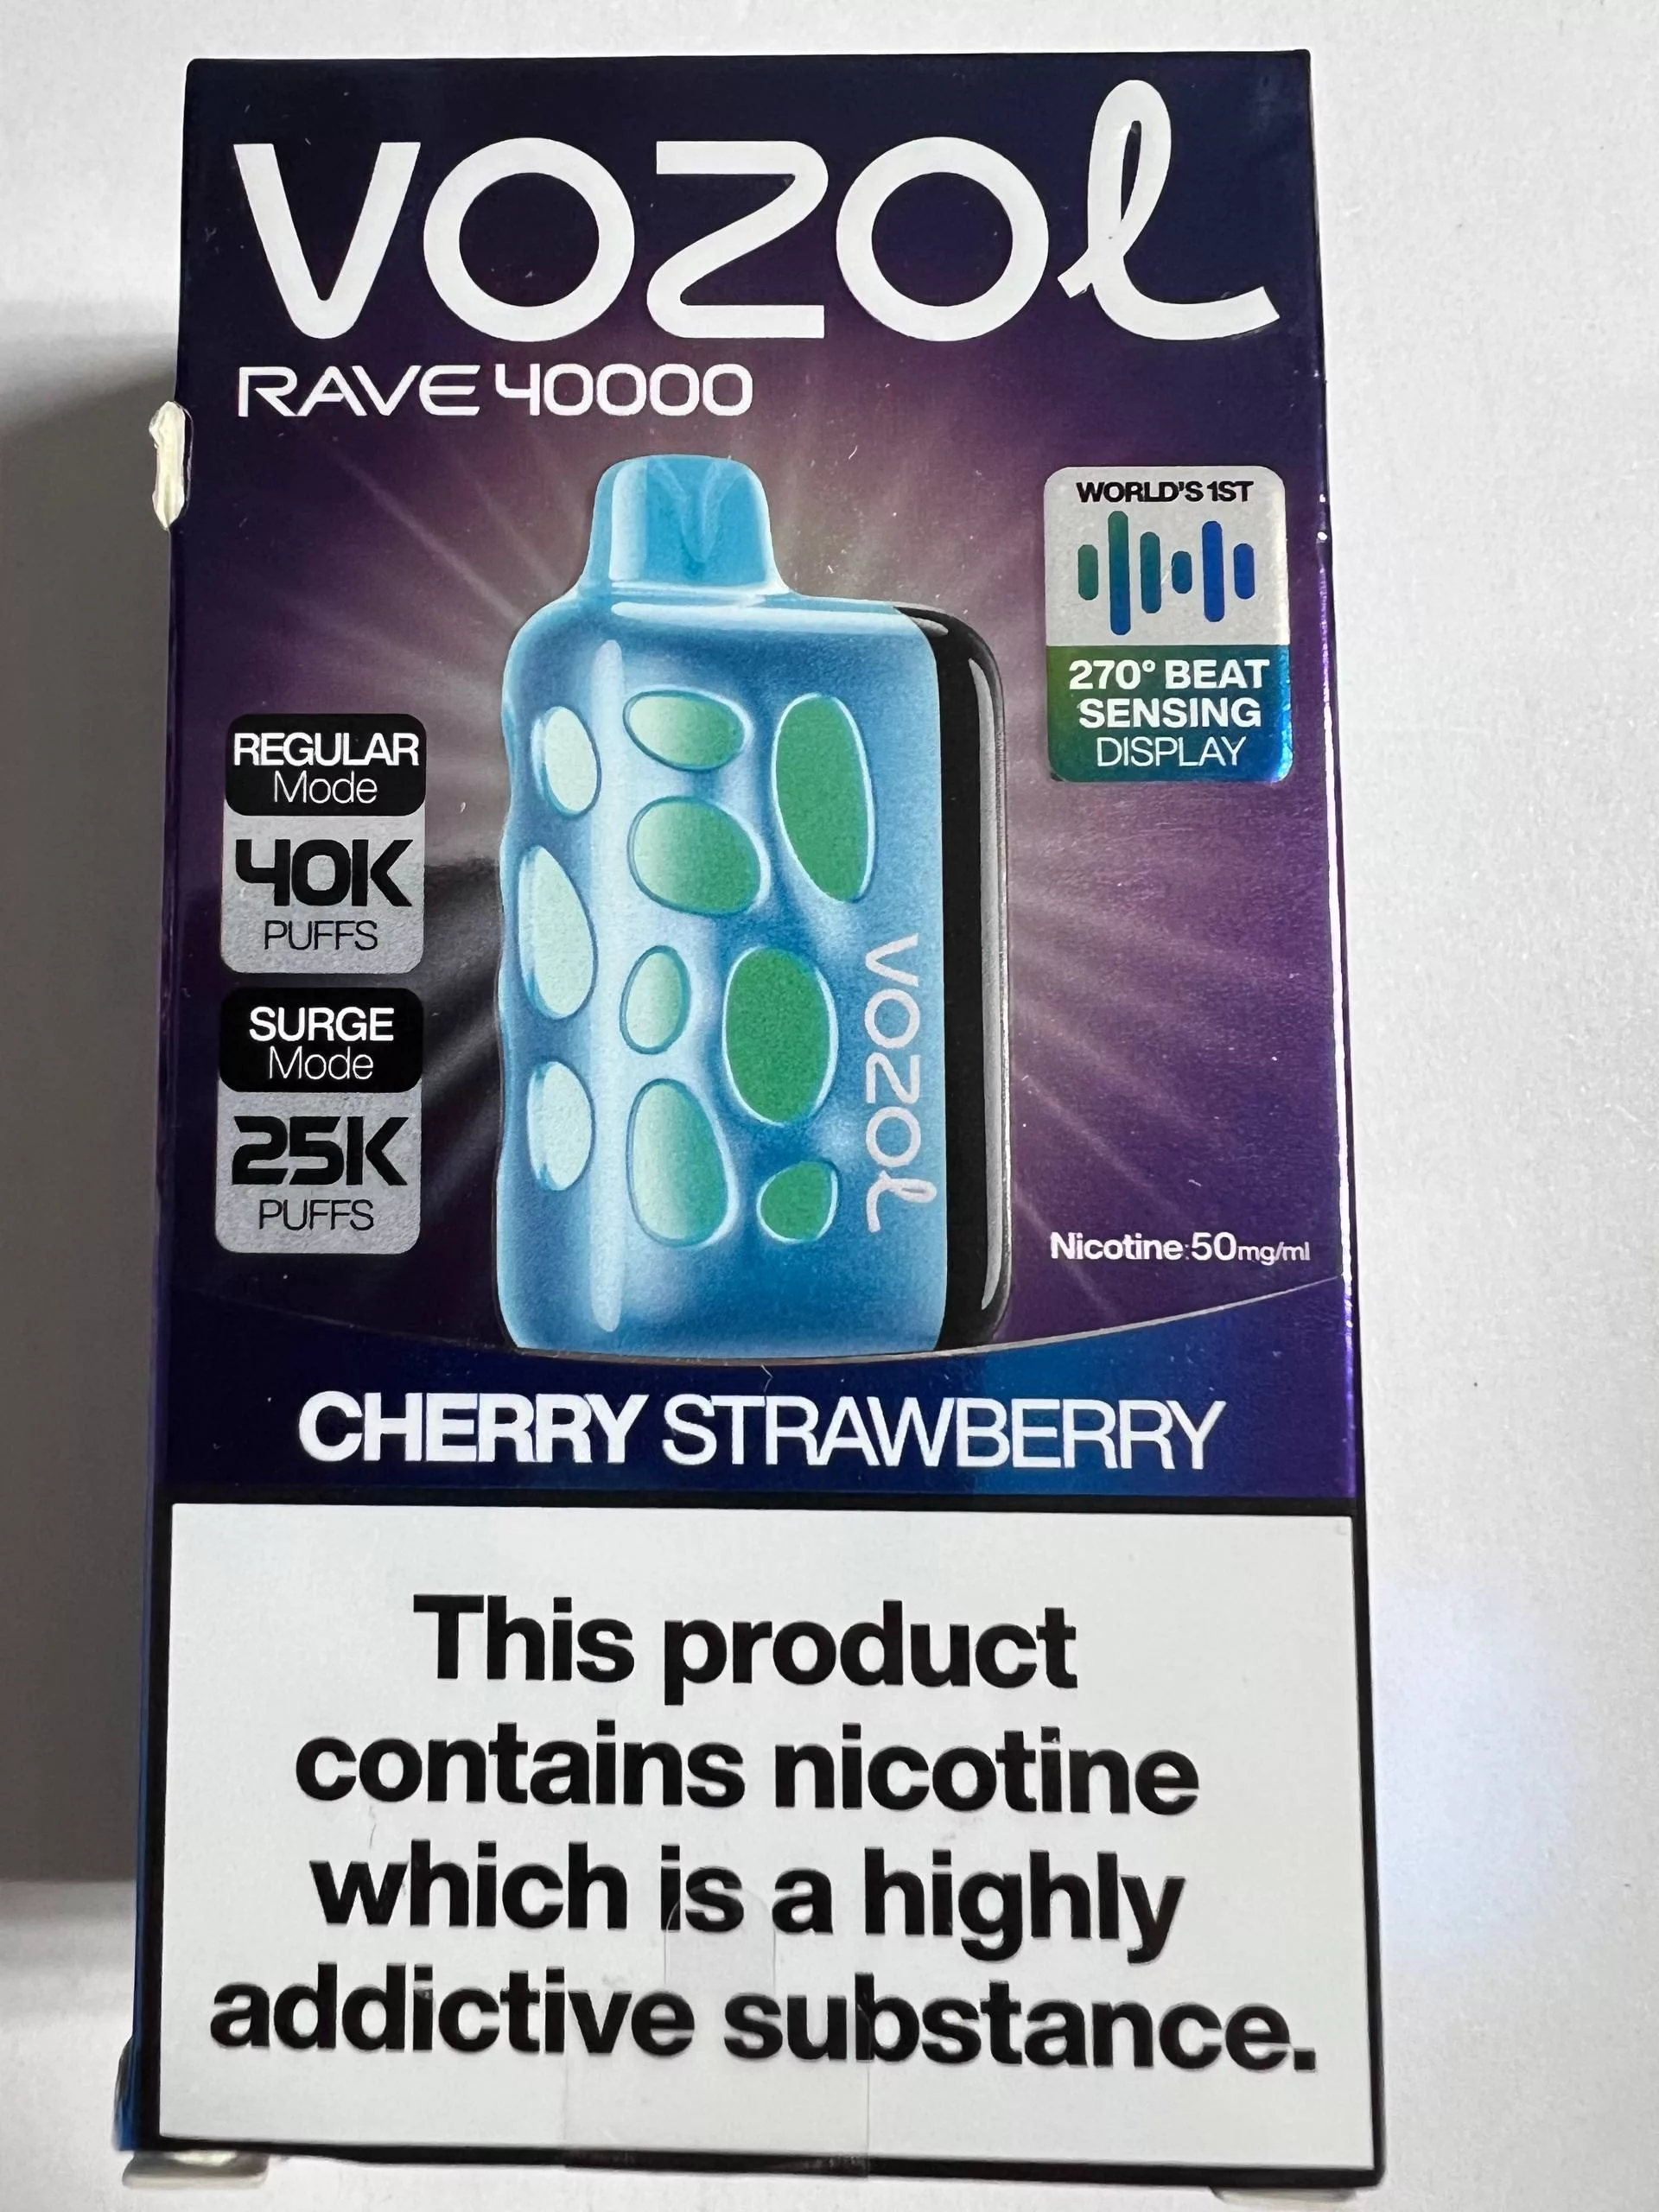 VOZOL
RAVE 40000
WORLD'S 1ST
270° BEAT
SENSING
DISPLAY
REGULAR
Mode
40K
PUFFS
SURGE
Mode
25K
PUFFS
VOZOL
Nicotine:50mg/ml
CHERRY STRAWBERRY
This product
contains nicotine
which is a highly
addictive substance.